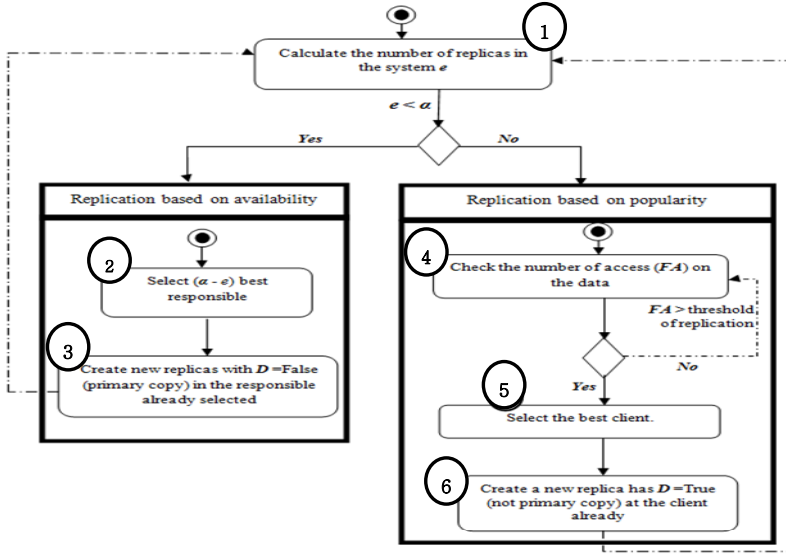 1
Calculate the number of replicas in
the system e
e < α
Yes
No
Replication based on availability
2
Select (α - e) best
responsible
3
Create new replicas with D =False
(primary copy) in the responsible
already selected
Replication based on popularity
4
Check the number of access (FA) on
the data
FA > threshold
of replication
No
Yes
5
Select the best client.
6
Create a new replica has D =True
(not primary copy) at the client
already